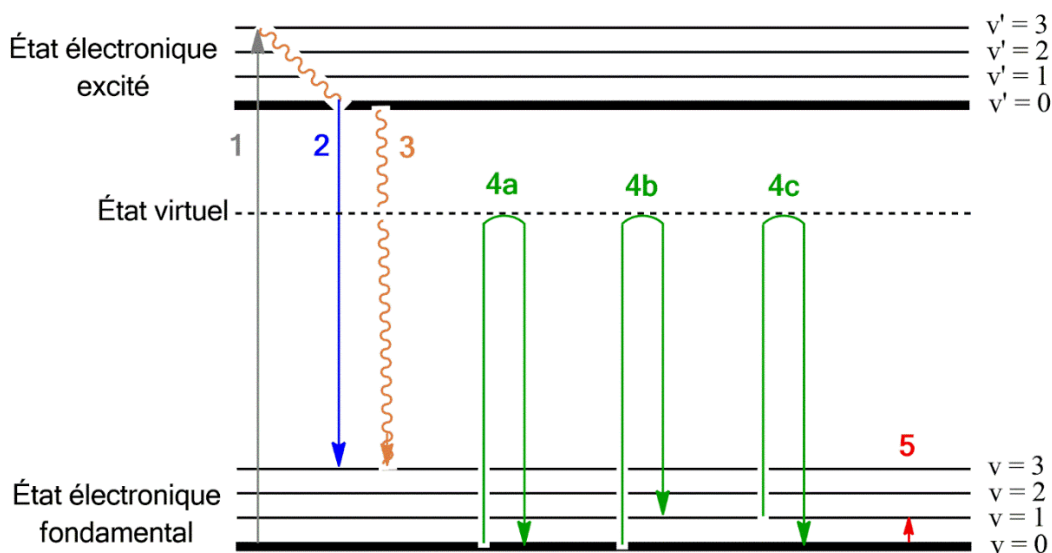 État électronique
excité
v' = 3
v' = 2
v' = 1
v' = 0
1
2
3
4a
4b
4c
État virtuel
5
État électronique
fondamental
v = 3
v = 2
v = 1
v = 0